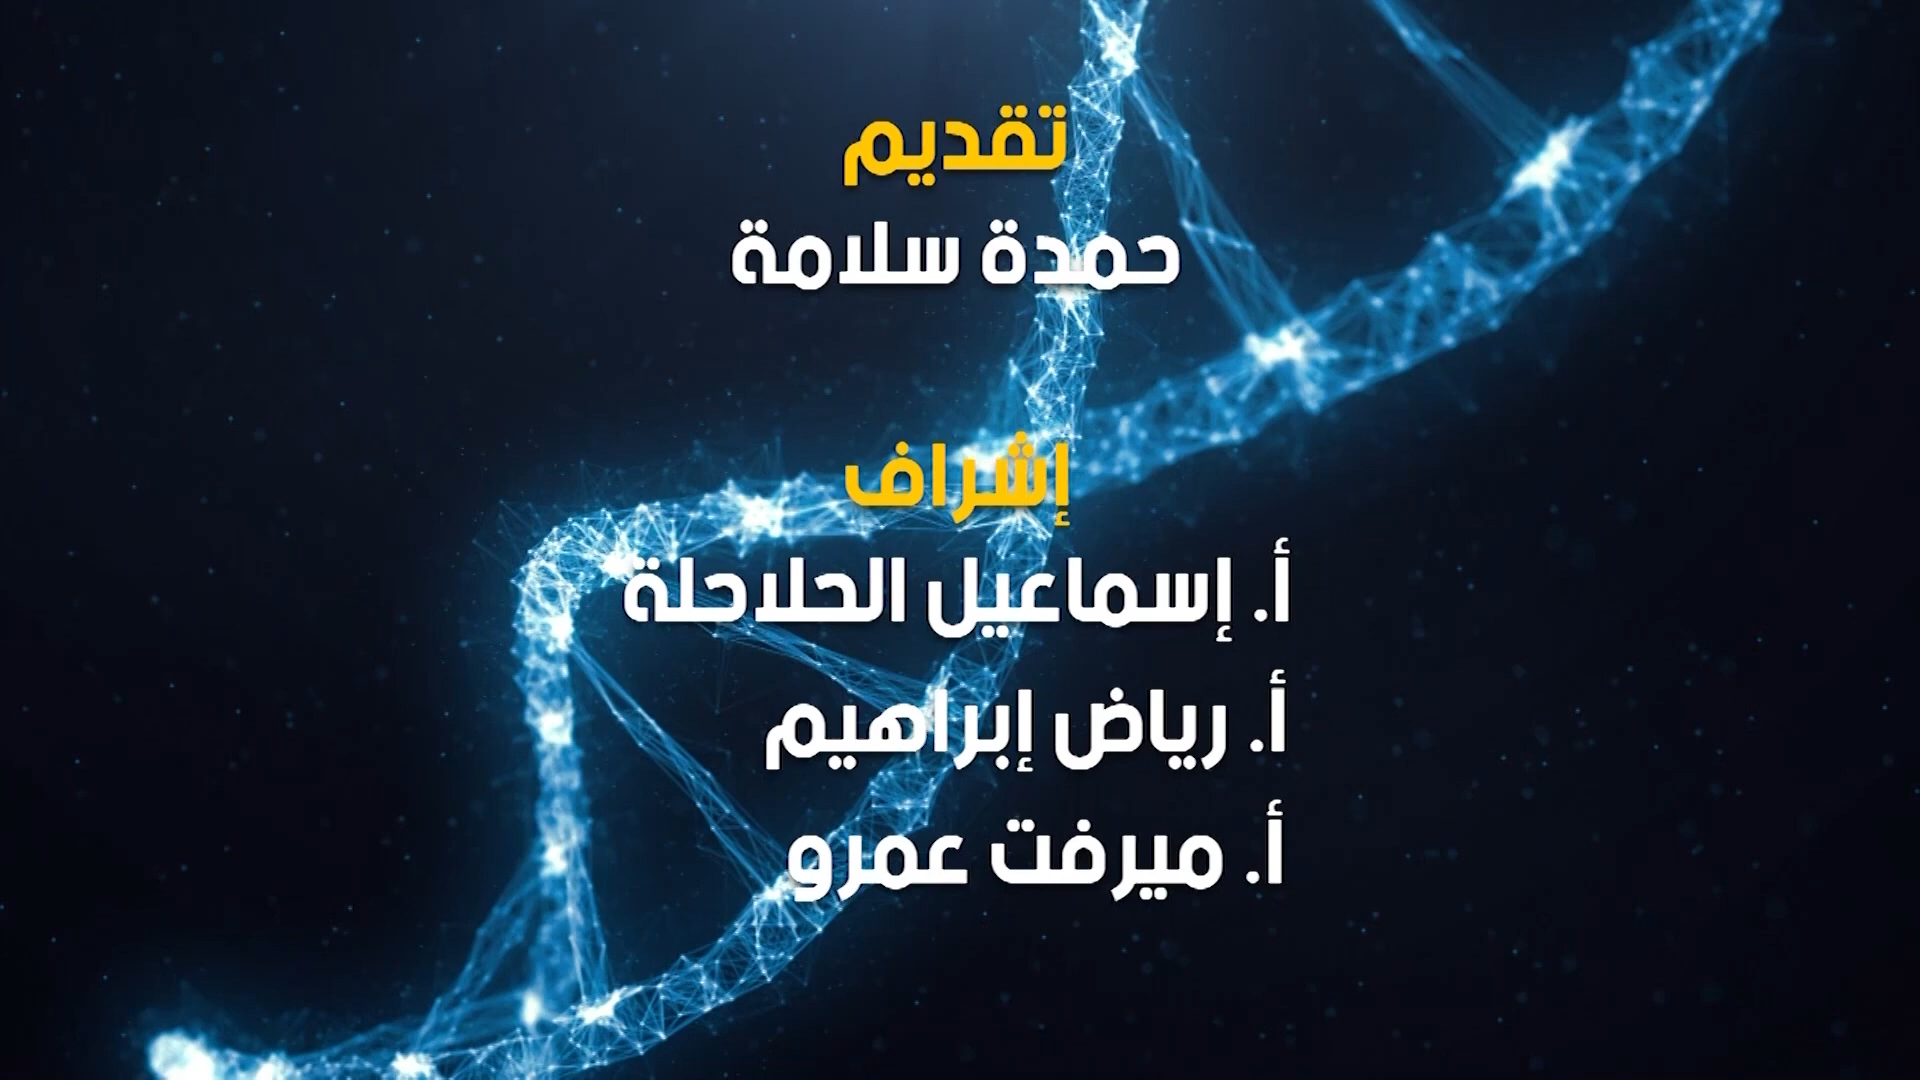 تقديم
حمدة سلامة
إشراف
أ. إسماعيل الحلاحلة
أ. رياض إبراهيم
أ. ميرفت عمرو